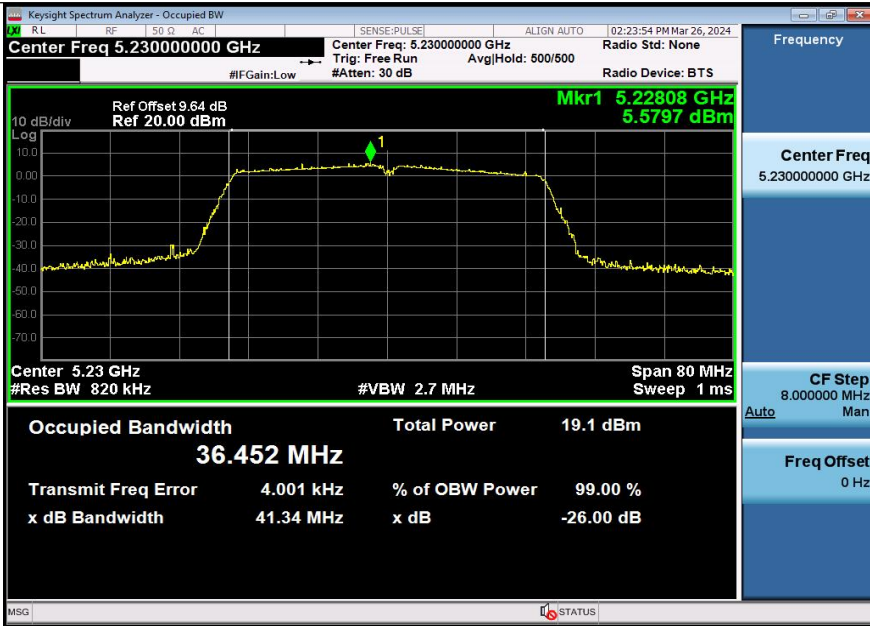 Keysight Spectrum Analyzer - Occupied BW
LXI RL RF 50 Ω AC SENSE:PULSE ALIGN AUTO 02:23:54 PM Mar 26, 2024
Center Freq 5.230000000 GHz
Center Freq: 5.230000000 GHz
Radio Std: None
Trig: Free Run Avg|Hold: 500/500
#IFGain:Low
#Atten: 30 dB
Radio Device: BTS
Ref Offset 9.64 dB
Mkr1 5.22808 GHz
10 dB/div Ref 20.00 dBm
5.5797 dBm
Log
1
10.0
0.00
-10.0
-20.0
-30.0
-40.0
-60.0
-70.0
Center 5.23 GHz
Span 80 MHz
#Res BW 820 kHz
#VBW 2.7 MHz
Sweep 1 ms
Occupied Bandwidth
Total Power 19.1 dBm
36.452 MHz
Transmit Freq Error 4.001 kHz
% of OBW Power 99.00 %
x dB Bandwidth 41.34 MHz
x dB -26.00 dB
Frequency
Center Freq
5.230000000 GHz
CF Step
8.000000 MHz
Auto Man
Freq Offset
0 Hz
MSG
STATUS